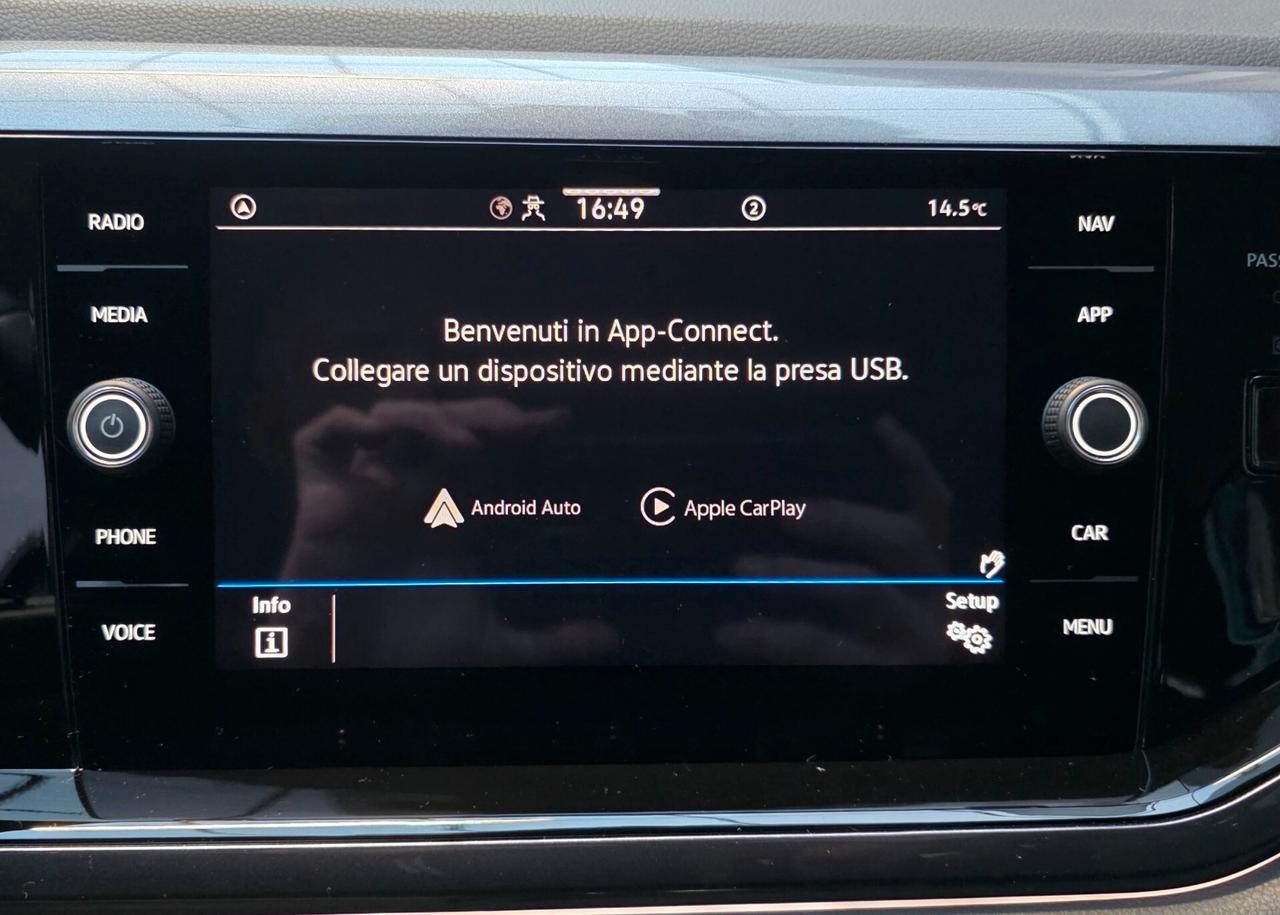 RADIO
MEDIA
PHONE
VOICE
16:49
2
14.5°C
Benvenuti in App-Connect.
Collegare un dispositivo mediante la presa USB.
Android Auto
Apple CarPlay
Info
Setup
NAV
APP
CAR
MENU